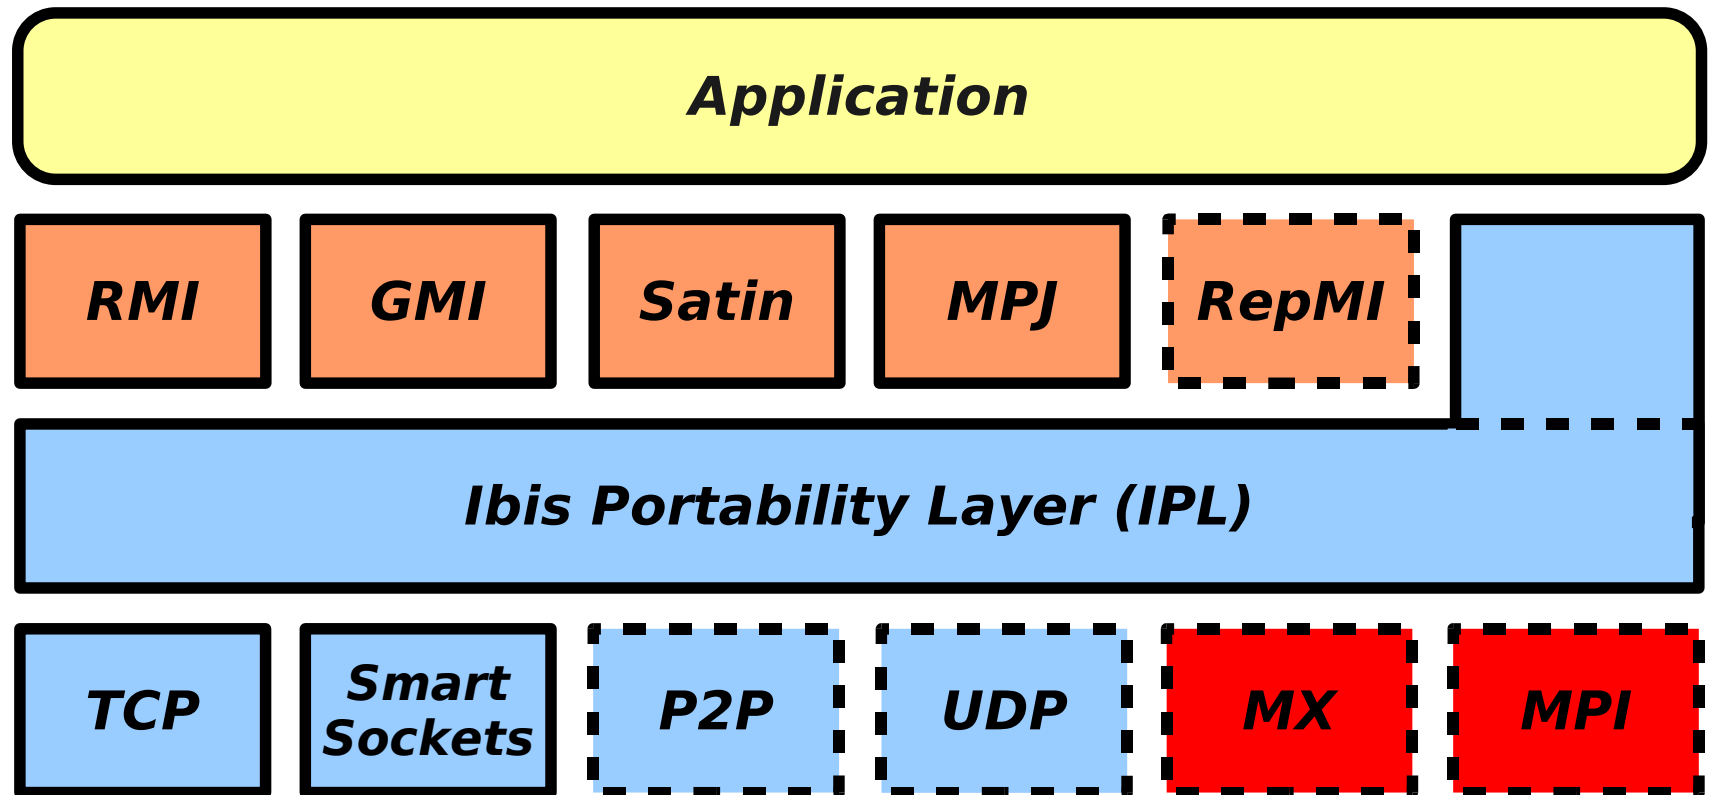 Application
RMI
GMI
Satin
MPJ
RepMI
Ibis Portability Layer (IPL)
TCP
Smart
Sockets
P2P
UDP
MX
MPI